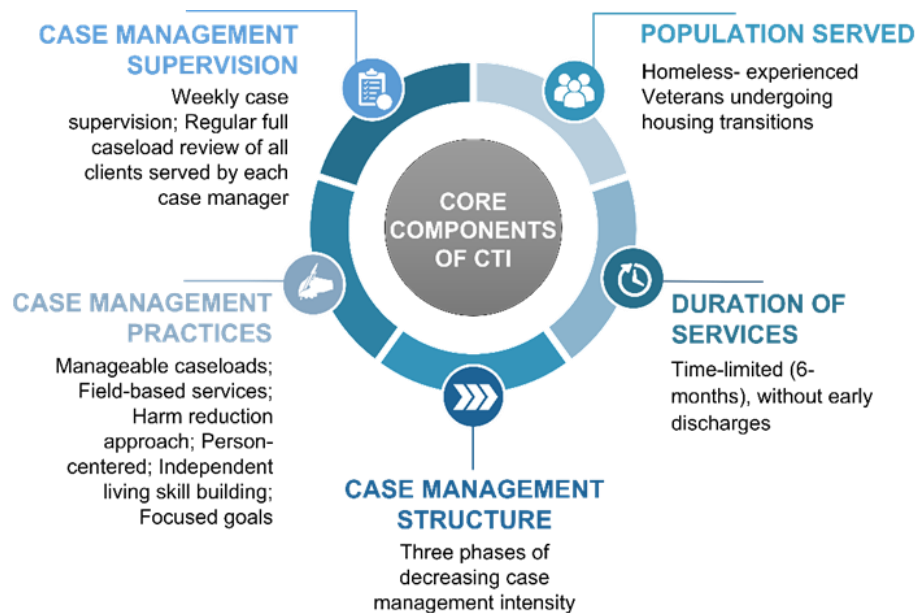 CASE MANAGEMENT
SUPERVISION
Weekly case
supervision; Regular full
caseload review of all
clients served by each
case manager
POPULATION SERVED
Homeless- experienced
Veterans undergoing
housing transitions
CORE
COMPONENTS
OF CTI
CASE MANAGEMENT
PRACTICES
Manageable caseloads;
Field-based services;
Harm reduction
approach; Person-
centered; Independent
living skill building;
Focused goals
DURATION OF
SERVICES
Time-limited (6-
months), without early
discharges
CASE MANAGEMENT
STRUCTURE
Three phases of
decreasing case
management intensity